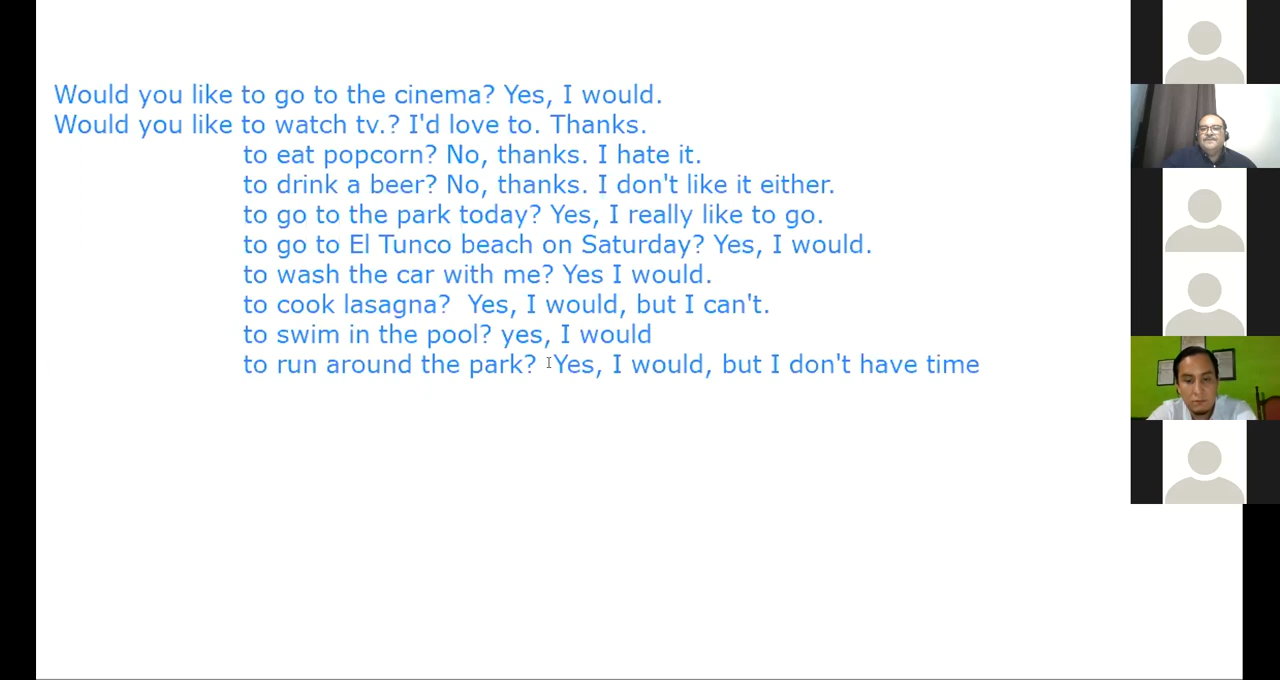 Would you like to go to the cinema? Yes, I would.
Would you like to watch tv.? I'd love to. Thanks.
to eat popcorn? No, thanks. I hate it.
to drink a beer? No, thanks. I don't like it either.
to go to the park today? Yes, I really like to go.
to go to El Tunco beach on Saturday? Yes, I would.
to wash the car with me? Yes I would.
to cook lasagna?  Yes, I would, but I can't.
to swim in the pool? yes, I would
to run around the park?  Yes, I would, but I don't have time